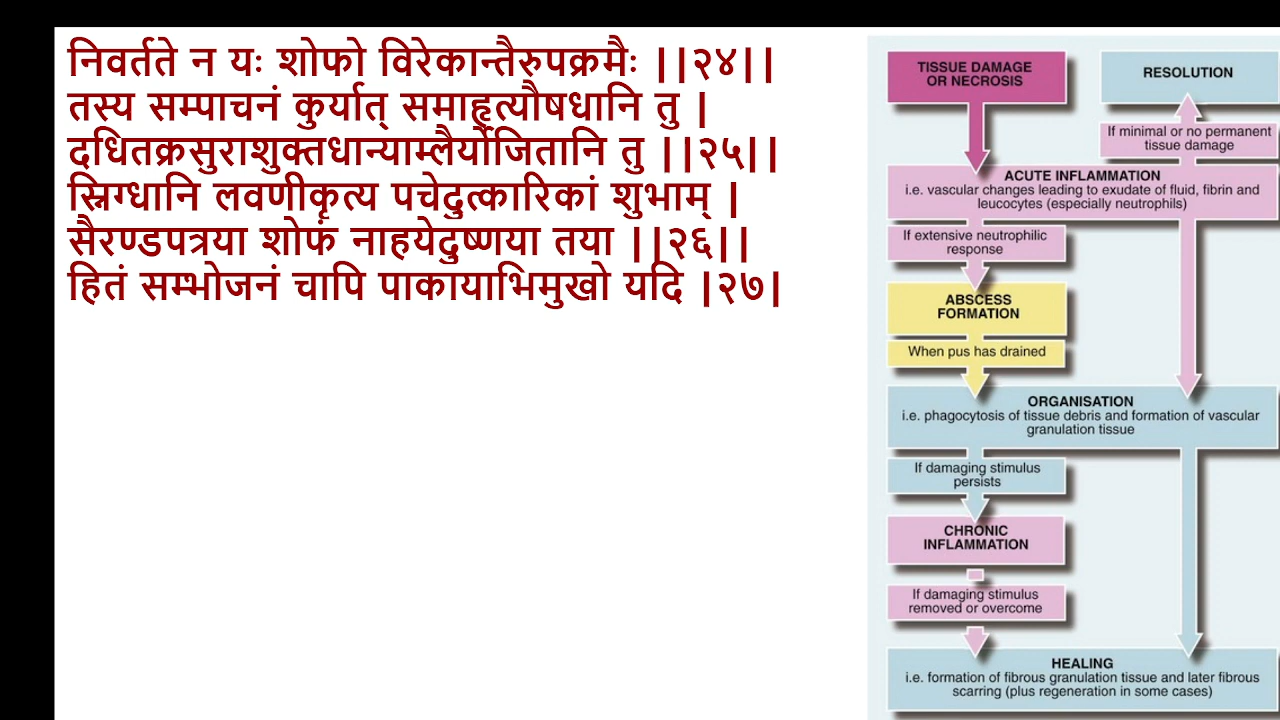 निवर्तते न यः शोफो विरेकान्तैरुपक्रमैः ||२४||
तस्य सम्पाचनं कुर्यात् समाहृत्यौषधानि तु |
दधितक्रसुराशुक्तधान्याम्लैर्योजितानि तु ||२५||
स्निग्धानि लवणीकृत्य पचेदुत्कारिकां शुभाम् |
सैरण्डपत्रया शोफं नाहयेदुष्णया तया ||२६||
हितं सम्भोजनं चापि पाकायाभिमुखो यदि |२७|
TISSUE DAMAGE
OR NECROSIS
RESOLUTION
If minimal or no permanent
tissue damage
ACUTE INFLAMMATION
i.e. vascular changes leading to exudate of fluid, fibrin and
leucocytes (especially neutrophils)
If extensive neutrophilic
response
ABSCESS
FORMATION
When pus has drained
ORGANISATION
i.e. phagocytosis of tissue debris and formation of vascular
granulation tissue
If damaging stimulus
persists
CHRONIC
INFLAMMATION
If damaging stimulus
removed or overcome
HEALING
i.e. formation of fibrous granulation tissue and later fibrous
scarring (plus regeneration in some cases)